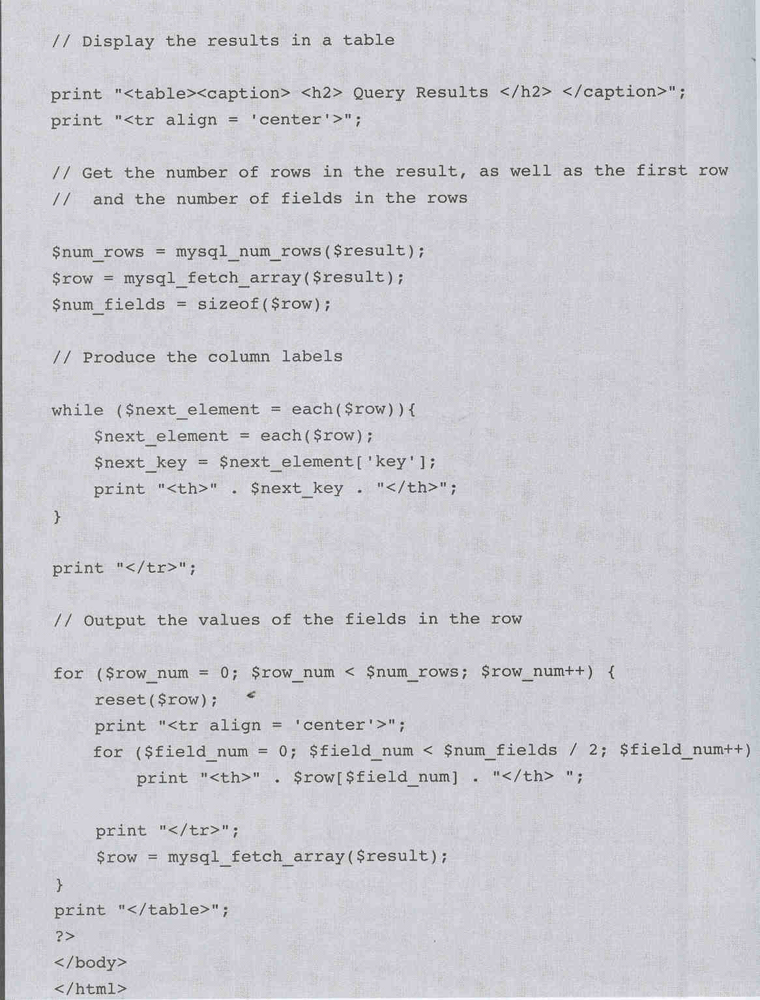 // Display the results in a table
print "<table><caption> <h2> Query Results </h2> </caption>";
print "<tr align = 'center'>";
// Get the number of rows in the result, as well as the first row
//  and the number of fields in the rows
$num_rows = mysql_num_rows($result);
$row = mysql_fetch_array($result);
$num_fields = sizeof($row);
// Produce the column labels
while ($next_element = each($row)){
    $next_element = each($row);
    $next_key = $next_element['key'];
    print "<th>" . $next_key . "</th>";
}
print "</tr>";
// Output the values of the fields in the row
for ($row_num = 0; $row_num < $num_rows; $row_num++) {
    reset($row);
    print "<tr align = 'center'>";
    for ($field_num = 0; $field_num < $num_fields / 2; $field_num++)
        print "<th>" . $row[$field_num] . "</th> ";
    print "</tr>";
    $row = mysql_fetch_array($result);
}
print "</table>";
?>
</body>
</html>